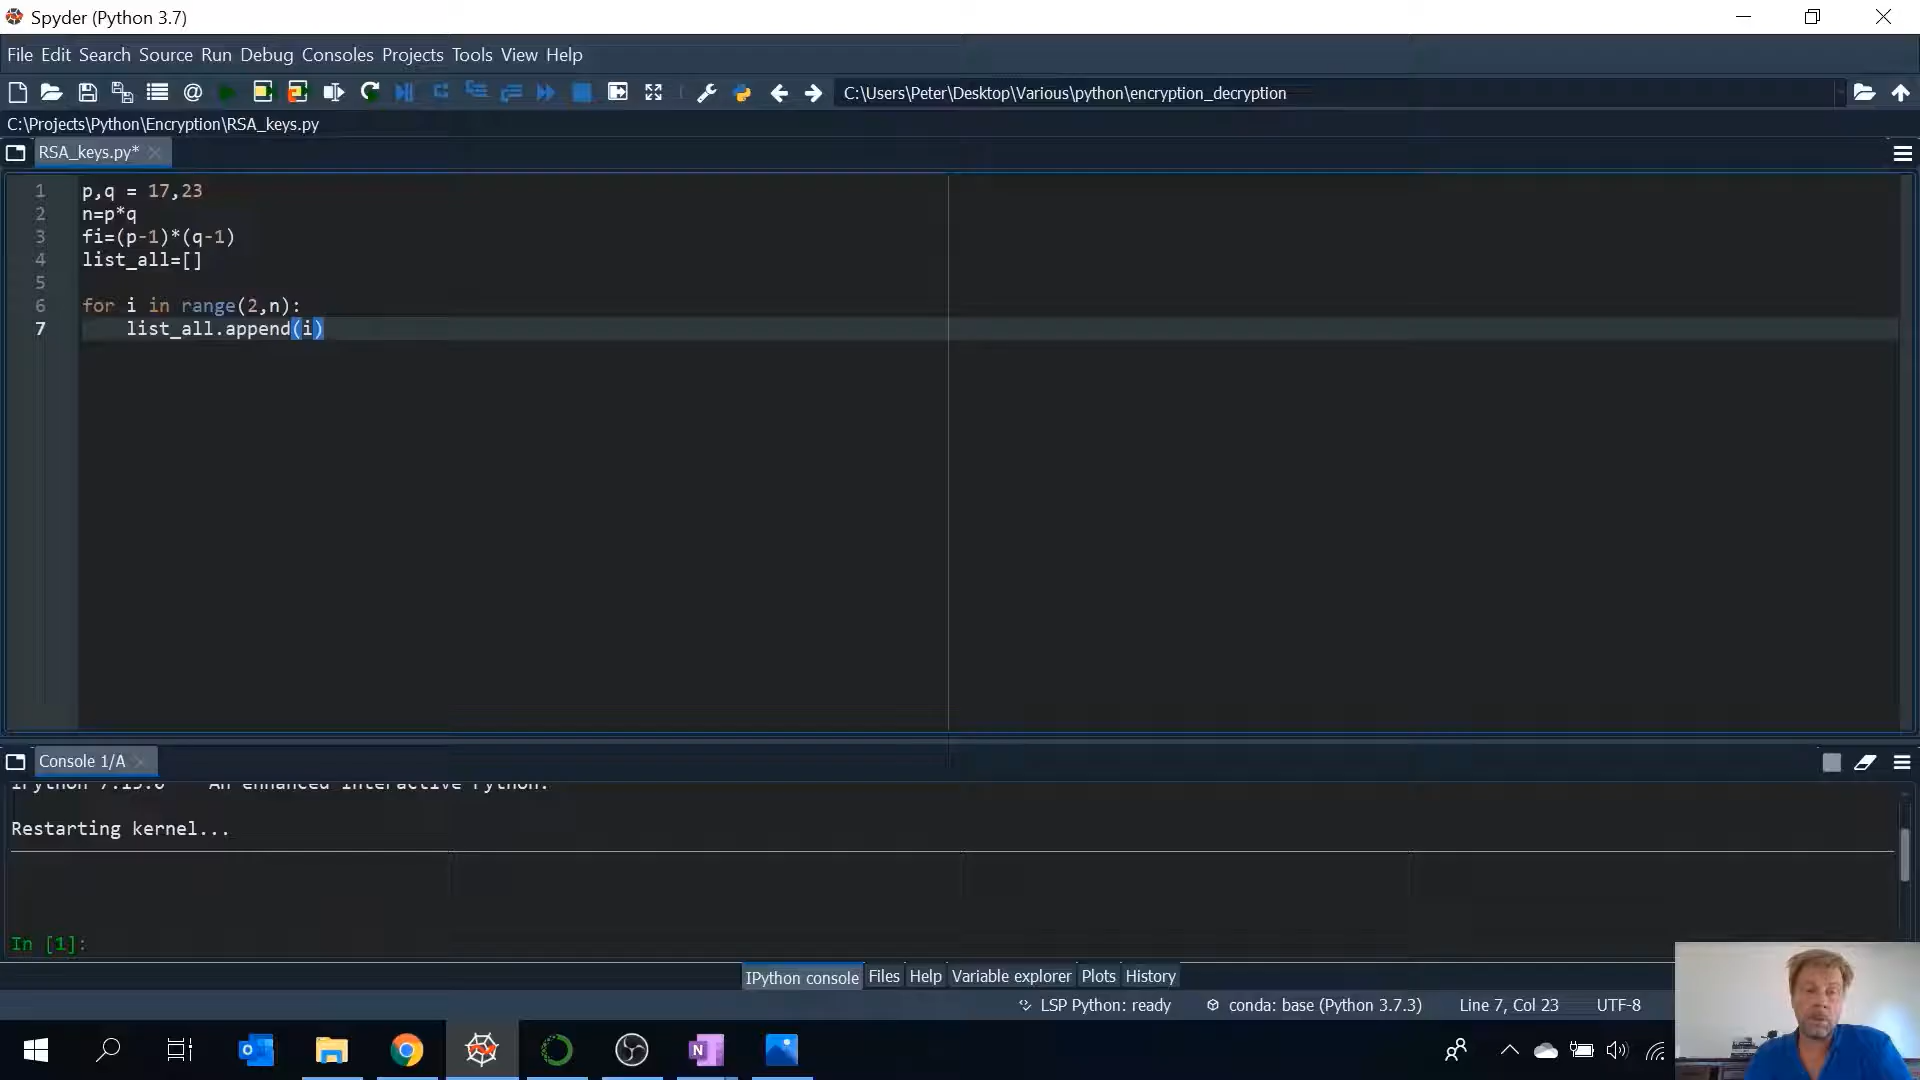 Spyder (Python 3.7)
File Edit Search Source Run Debug Consoles Projects Tools View Help
C:\Users\Peter\Desktop\Various\python\encryption_decryption
C:\Projects\Python\Encryption\RSA_keys.py
RSA_keys.py*
1 p,q = 17,23
2 n=p*q
3 fi=(p-1)*(q-1)
4 list_all=[]
5
6 for i in range(2,n):
7 list_all.append(i)
Console 1/A
An enhanced Interactive Python.
Restarting kernel...
In [1]:
IPython console Files Help Variable explorer Plots History
LSP Python: ready conda: base (Python 3.7.3) Line 7, Col 23 UTF-8